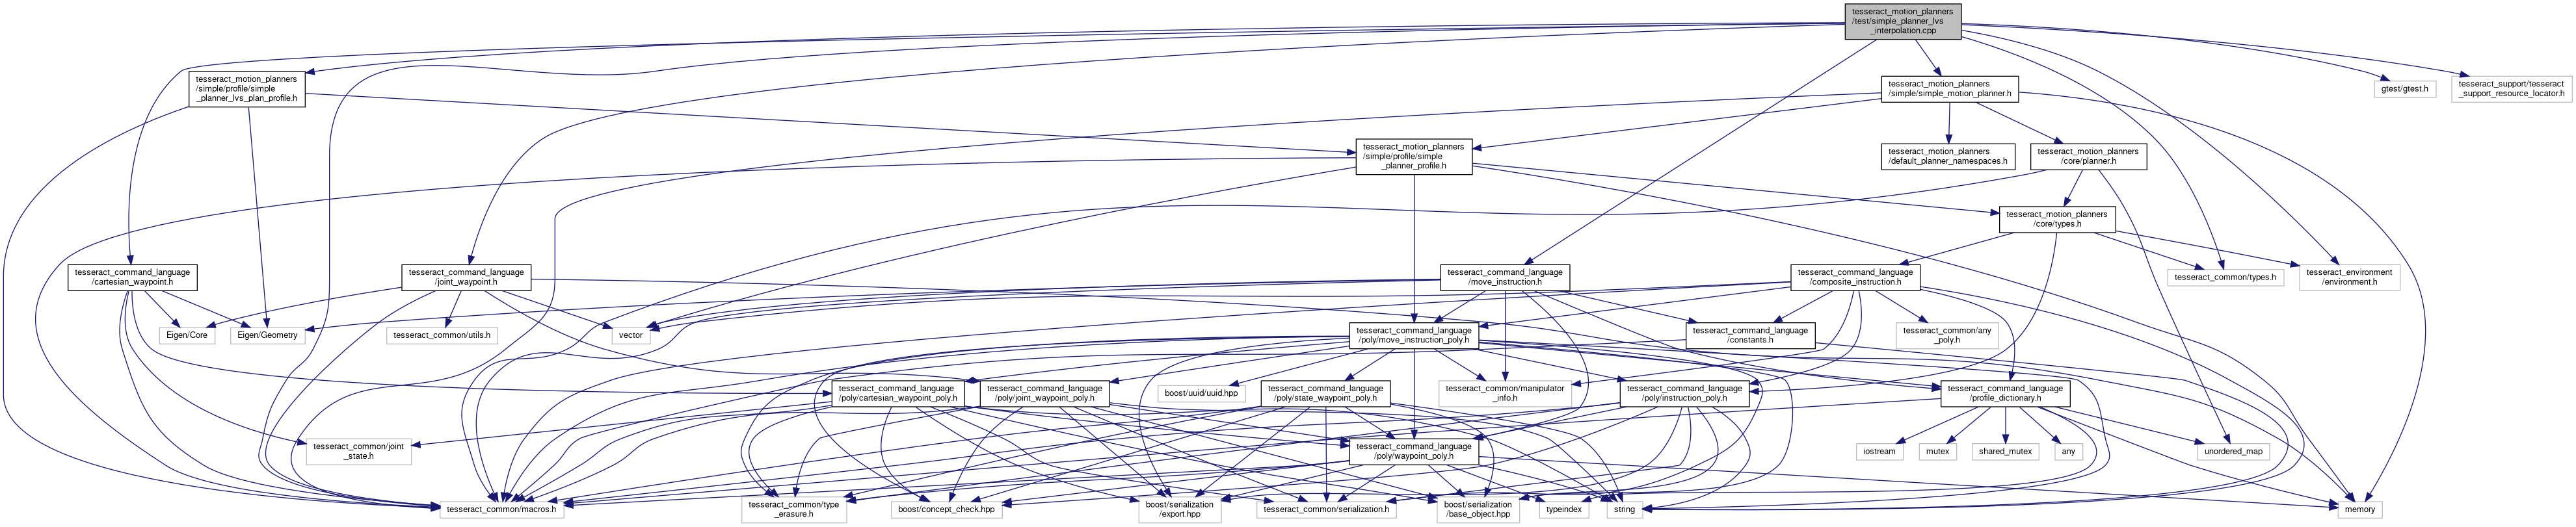 tesseract_motion_planners
/test/simple_planner_lvs
_interpolation.cpp
tesseract_motion_planners
/simple/profile/simple
_planner_lvs_plan_profile.h
tesseract_motion_planners
/simple/simple_motion_planner.h
gtest/gtest.h
tesseract_support/tesseract
_support_resource_locator.h
tesseract_motion_planners
/simple/profile/simple
_planner_profile.h
tesseract_motion_planners
/default_planner_namespaces.h
tesseract_motion_planners
/core/planner.h
tesseract_motion_planners
/core/types.h
tesseract_command_language
/cartesian_waypoint.h
tesseract_command_language
/joint_waypoint.h
tesseract_command_language
/move_instruction.h
tesseract_command_language
/composite_instruction.h
tesseract_common/types.h
tesseract_environment
/environment.h
Eigen/Core
Eigen/Geometry
tesseract_common/utils.h
vector
tesseract_command_language
/poly/move_instruction_poly.h
tesseract_command_language
/constants.h
tesseract_common/any
_poly.h
tesseract_command_language
/poly/cartesian_waypoint_poly.h
tesseract_command_language
/poly/joint_waypoint_poly.h
boost/uuid/uuid.hpp
tesseract_command_language
/poly/state_waypoint_poly.h
tesseract_common/manipulator
_info.h
tesseract_command_language
/poly/instruction_poly.h
tesseract_command_language
/profile_dictionary.h
tesseract_common/joint
_state.h
tesseract_command_language
/poly/waypoint_poly.h
iostream
mutex
shared_mutex
any
unordered_map
tesseract_common/macros.h
tesseract_common/type
_erasure.h
boost/concept_check.hpp
boost/serialization
/export.hpp
tesseract_common/serialization.h
boost/serialization
/base_object.hpp
typeindex
string
memory